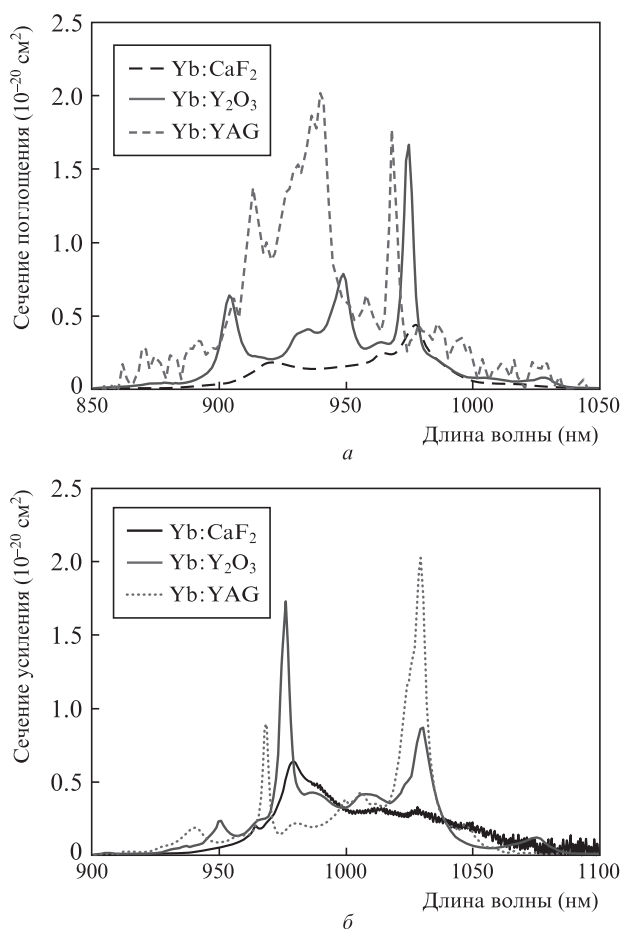 Сечение поглощения (10⁻²⁰ см²)
2.5
2.0
1.5
1.0
0.5
0
Yb:CaF₂
Yb:Y₂O₃
Yb:YAG
850 900 950 1000 1050
Длина волны (нм)
а
Сечение усиления (10⁻²⁰ см²)
2.5
2.0
1.5
1.0
0.5
0
Yb:CaF₂
Yb:Y₂O₃
Yb:YAG
900 950 1000 1050 1100
Длина волны (нм)
б